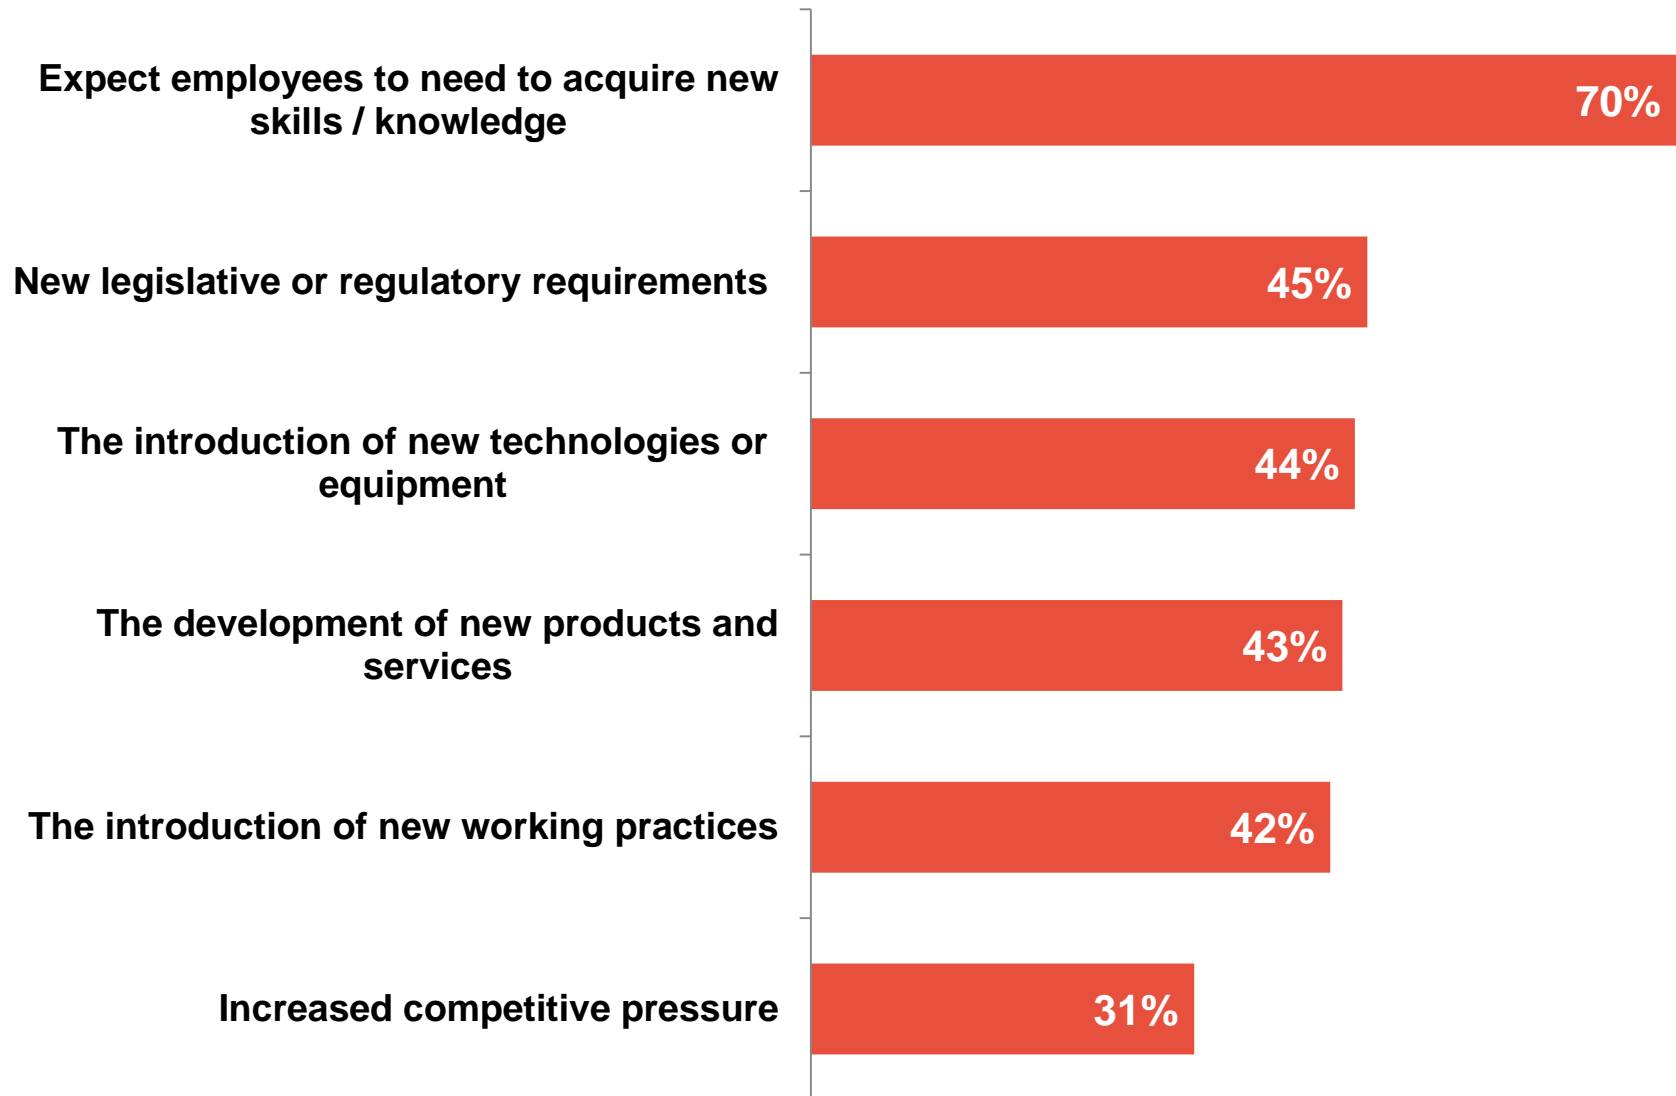 Expect employees to need to acquire new
skills / knowledge
70%
New legislative or regulatory requirements
45%
The introduction of new technologies or
equipment
44%
The development of new products and
services
43%
The introduction of new working practices
42%
Increased competitive pressure
31%